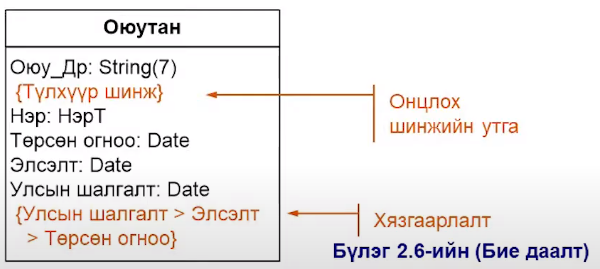 Оюутан
Оюу_Др: String(7)
{Түлхүүр шинж}
Нэр: НэрТ
Төрсөн огноо: Date
Элсэлт: Date
Улсын шалгалт: Date
{Улсын шалгалт > Элсэлт
> Төрсөн огноо}
Онцлох
шинжийн утга
Хязгаарлалт
Бүлэг 2.6-ийн (Бие даалт)